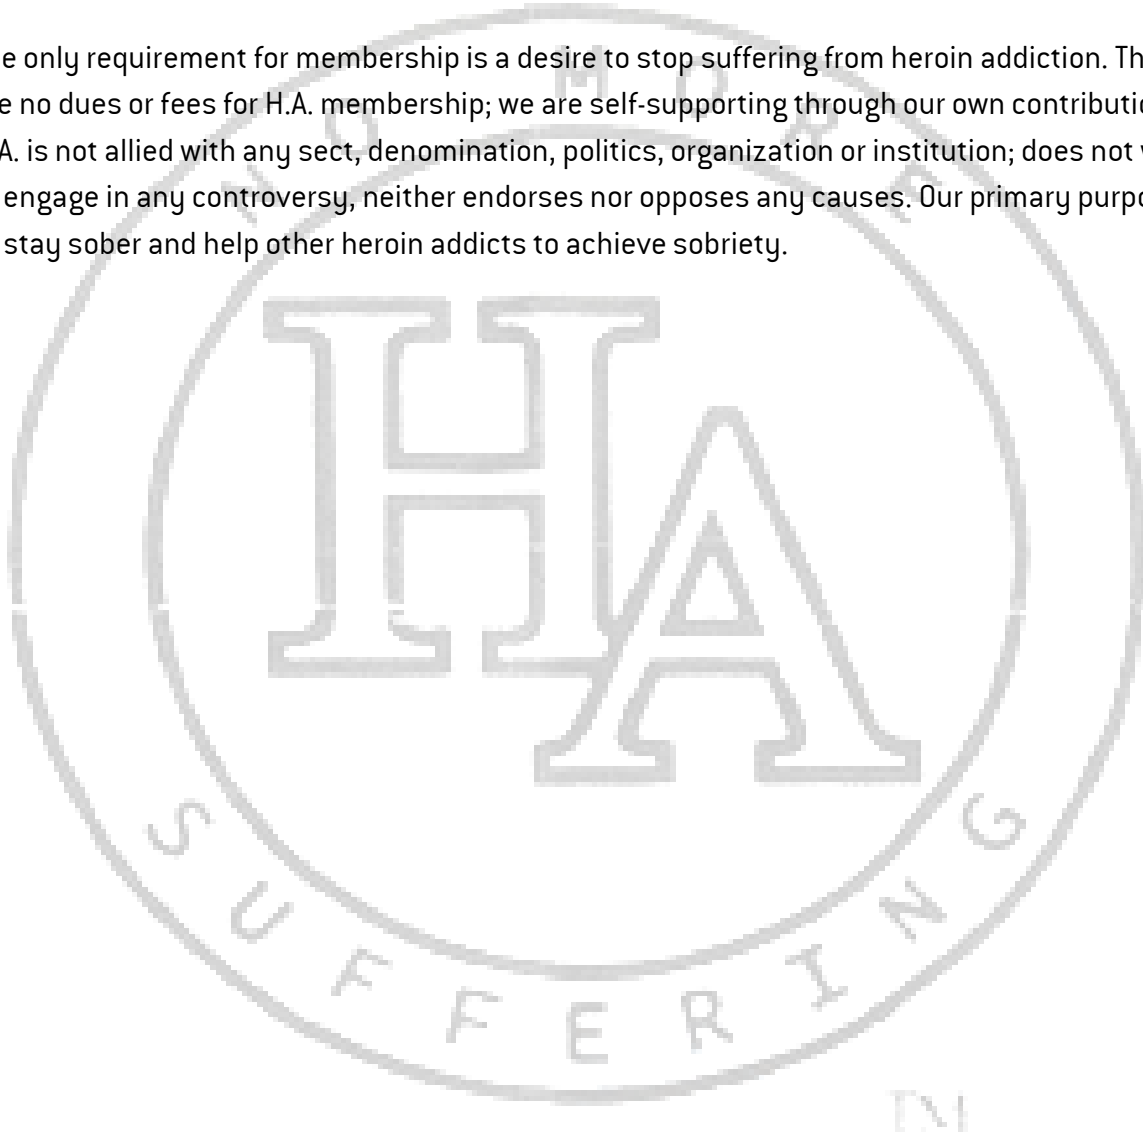 e only requirement for membership is a desire to stop suffering from heroin addiction. Th
e no dues or fees for H.A. membership; we are self-supporting through our own contributi
A. is not allied with any sect, denomination, politics, organization or institution; does not
engage in any controversy, neither endorses nor opposes any causes. Our primary purpo
stay sober and help other heroin addicts to achieve sobriety.
NO MORE
HA
SUFFERING
TM